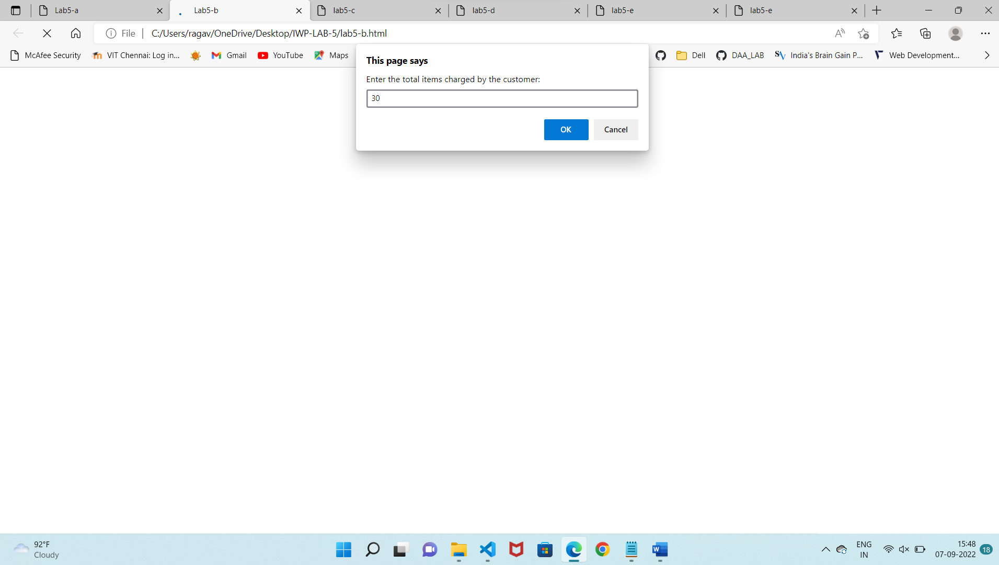 Lab5-a
Lab5-b
lab5-c
lab5-d
lab5-e
lab5-e
File
C:/Users/ragav/OneDrive/Desktop/IWP-LAB-5/lab5-b.html
McAfee Security
VIT Chennai: Log in...
Gmail
YouTube
Maps
Dell
DAA_LAB
India's Brain Gain P...
Web Development...
This page says
Enter the total items charged by the customer:
30
OK
Cancel
92°F
Cloudy
ENG
IN
15:48
07-09-2022
18